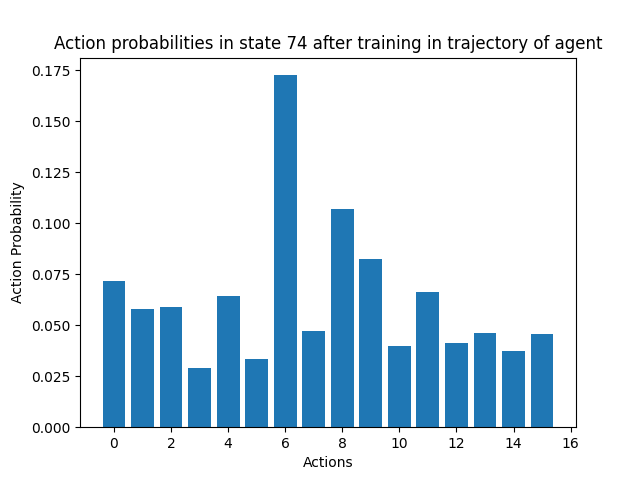 Action probabilities in state 74 after training in trajectory of agent
0.175
0.150
0.125
0.100
0.075
0.050
0.025
0.000
Action Probability
0 2 4 6 8 10 12 14 16
Actions